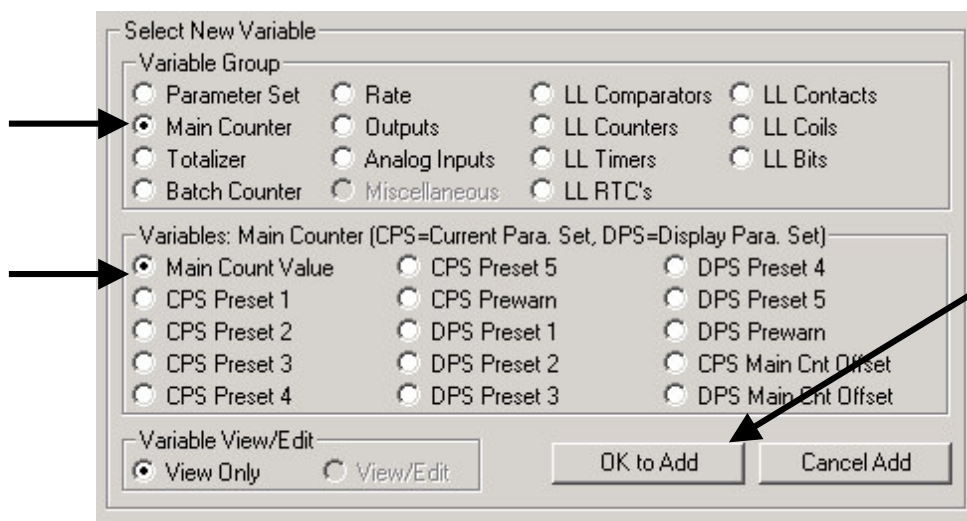 Select New Variable
Variable Group
Parameter Set Rate LL Comparators LL Contacts
Main Counter Outputs LL Counters LL Coils
Totalizer Analog Inputs LL Timers LL Bits
Batch Counter Miscellaneous LL RTC's
Variables: Main Counter (CPS=Current Para. Set, DPS=Display Para. Set)
Main Count Value CPS Preset 5 DPS Preset 4
CPS Preset 1 CPS Prewarn DPS Preset 5
CPS Preset 2 DPS Preset 1 DPS Prewarn
CPS Preset 3 DPS Preset 2 CPS Main Cnt Offset
CPS Preset 4 DPS Preset 3 DPS Main Cnt Offset
Variable View/Edit
View Only View/Edit OK to Add Cancel Add